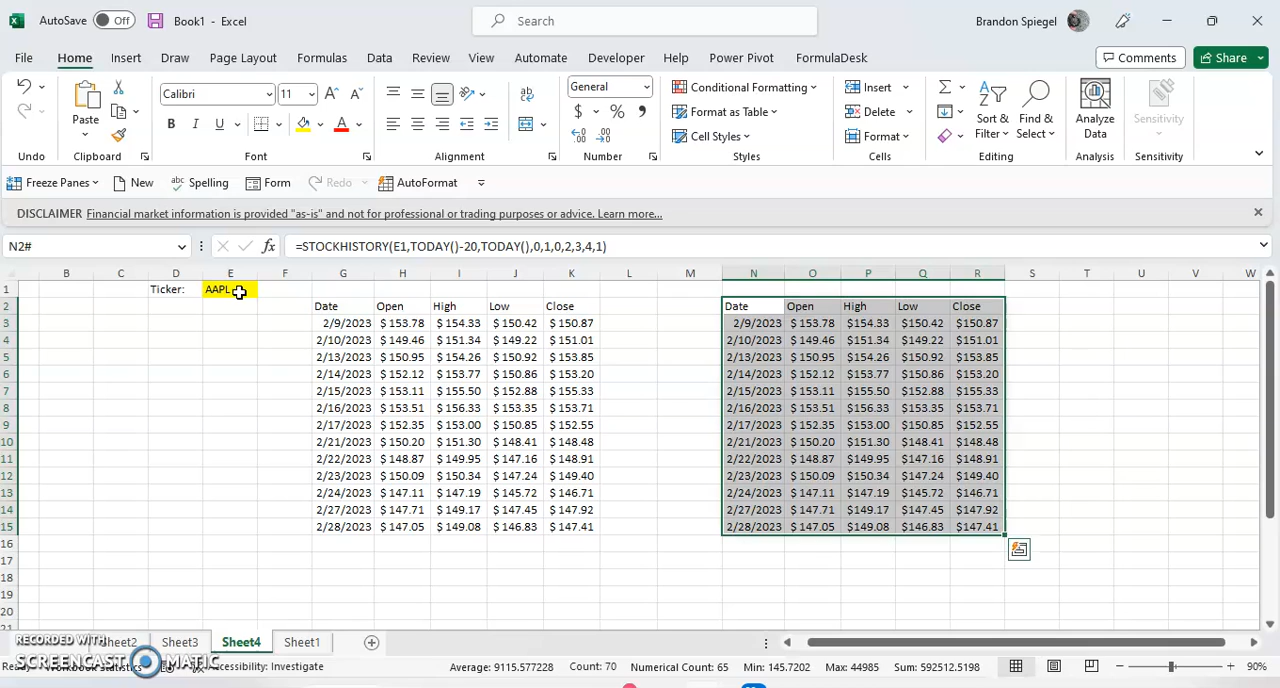 AutoSave Off Book1 - Excel Search Brandon Spiegel
File Home Insert Draw Page Layout Formulas Data Review View Automate Developer Help Power Pivot FormulaDesk Comments Share
Paste Calibri 11 General Conditional Formatting Insert Sort & Find & Analyze Sensitivity
Format as Table Delete Filter Select Data
B I U $ % Cell Styles Format
Undo Clipboard Font Alignment Number Styles Cells Editing Analysis Sensitivity
Freeze Panes New Spelling Form Redo AutoFormat
DISCLAIMER Financial market information is provided "as-is" and not for professional or trading purposes or advice. Learn more...
N2# fx =STOCKHISTORY(E1,TODAY()-20,TODAY(),0,1,0,2,3,4,1)
B C D E F G H I J K L M N O P Q R S T U V W
1 Ticker: AAPL
2 Date Open High Low Close Date Open High Low Close
3 2/9/2023 $ 153.78 $ 154.33 $ 150.42 $ 150.87 2/9/2023 $ 153.78 $154.33 $150.42 $150.87
4 2/10/2023 $ 149.46 $ 151.34 $ 149.22 $ 151.01 2/10/2023 $ 149.46 $151.34 $149.22 $151.01
5 2/13/2023 $ 150.95 $ 154.26 $ 150.92 $ 153.85 2/13/2023 $ 150.95 $154.26 $150.92 $153.85
6 2/14/2023 $ 152.12 $ 153.77 $ 150.86 $ 153.20 2/14/2023 $ 152.12 $153.77 $150.86 $153.20
7 2/15/2023 $ 153.11 $ 155.50 $ 152.88 $ 155.33 2/15/2023 $ 153.11 $155.50 $152.88 $155.33
8 2/16/2023 $ 153.51 $ 156.33 $ 153.35 $ 153.71 2/16/2023 $ 153.51 $156.33 $153.35 $153.71
9 2/17/2023 $ 152.35 $ 153.00 $ 150.85 $ 152.55 2/17/2023 $ 152.35 $153.00 $150.85 $152.55
10 2/21/2023 $ 150.20 $ 151.30 $ 148.41 $ 148.48 2/21/2023 $ 150.20 $151.30 $148.41 $148.48
11 2/22/2023 $ 148.87 $ 149.95 $ 147.16 $ 148.91 2/22/2023 $ 148.87 $149.95 $147.16 $148.91
12 2/23/2023 $ 150.09 $ 150.34 $ 147.24 $ 149.40 2/23/2023 $ 150.09 $150.34 $147.24 $149.40
13 2/24/2023 $ 147.11 $ 147.19 $ 145.72 $ 146.71 2/24/2023 $ 147.11 $147.19 $145.72 $146.71
14 2/27/2023 $ 147.71 $ 149.17 $ 147.45 $ 147.92 2/27/2023 $ 147.71 $149.17 $147.45 $147.92
15 2/28/2023 $ 147.05 $ 149.08 $ 146.83 $ 147.41 2/28/2023 $ 147.05 $149.08 $146.83 $147.41
16
17
18
19
20
21
RECORDED WITH Sheet2 Sheet3 Sheet4 Sheet1
SCREENCAST MATIC Accessibility: Investigate Average: 9115.577228 Count: 70 Numerical Count: 65 Min: 145.7202 Max: 44985 Sum: 592512.5198 90%